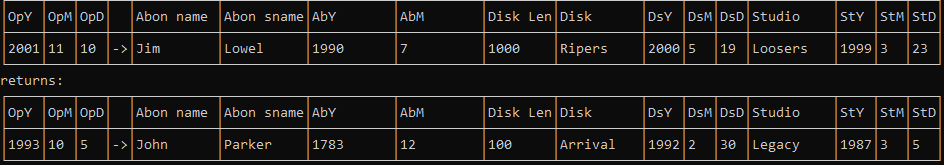 OpY OpM OpD Abon name Abon sname AbY AbM Disk Len Disk DsY DsM DsD Studio StY StM StD
2001 11 10 -> Jim Lowel 1990 7 1000 Ripers 2000 5 19 Loosers 1999 3 23
returns:
OpY OpM OpD Abon name Abon sname AbY AbM Disk Len Disk DsY DsM DsD Studio StY StM StD
1993 10 5 -> John Parker 1783 12 100 Arrival 1992 2 30 Legacy 1987 3 5